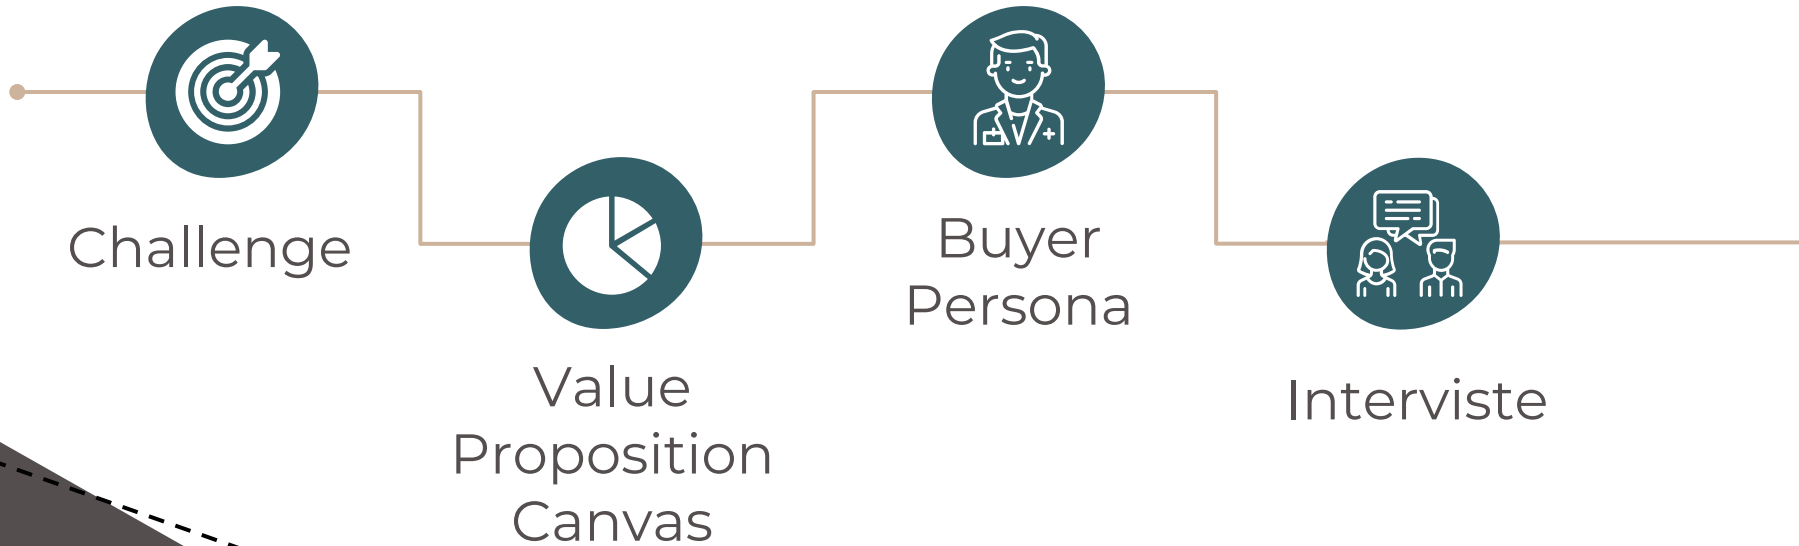 Challenge
Value
Proposition
Canvas
Buyer
Persona
Interviste